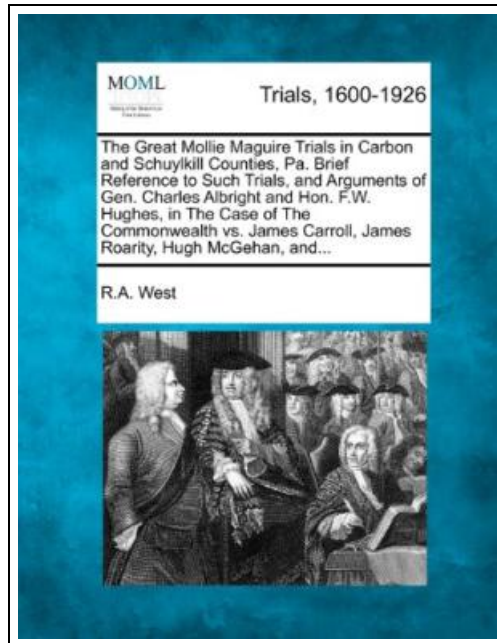 MOML
Trials, 1600-1926
The Great Mollie Maguire Trials in Carbon
and Schuylkill Counties, Pa. Brief
Reference to Such Trials, and Arguments of
Gen. Charles Albright and Hon. F.W.
Hughes, in The Case of The
Commonwealth vs. James Carroll, James
Roarity, Hugh McGehan, and...
R.A. West